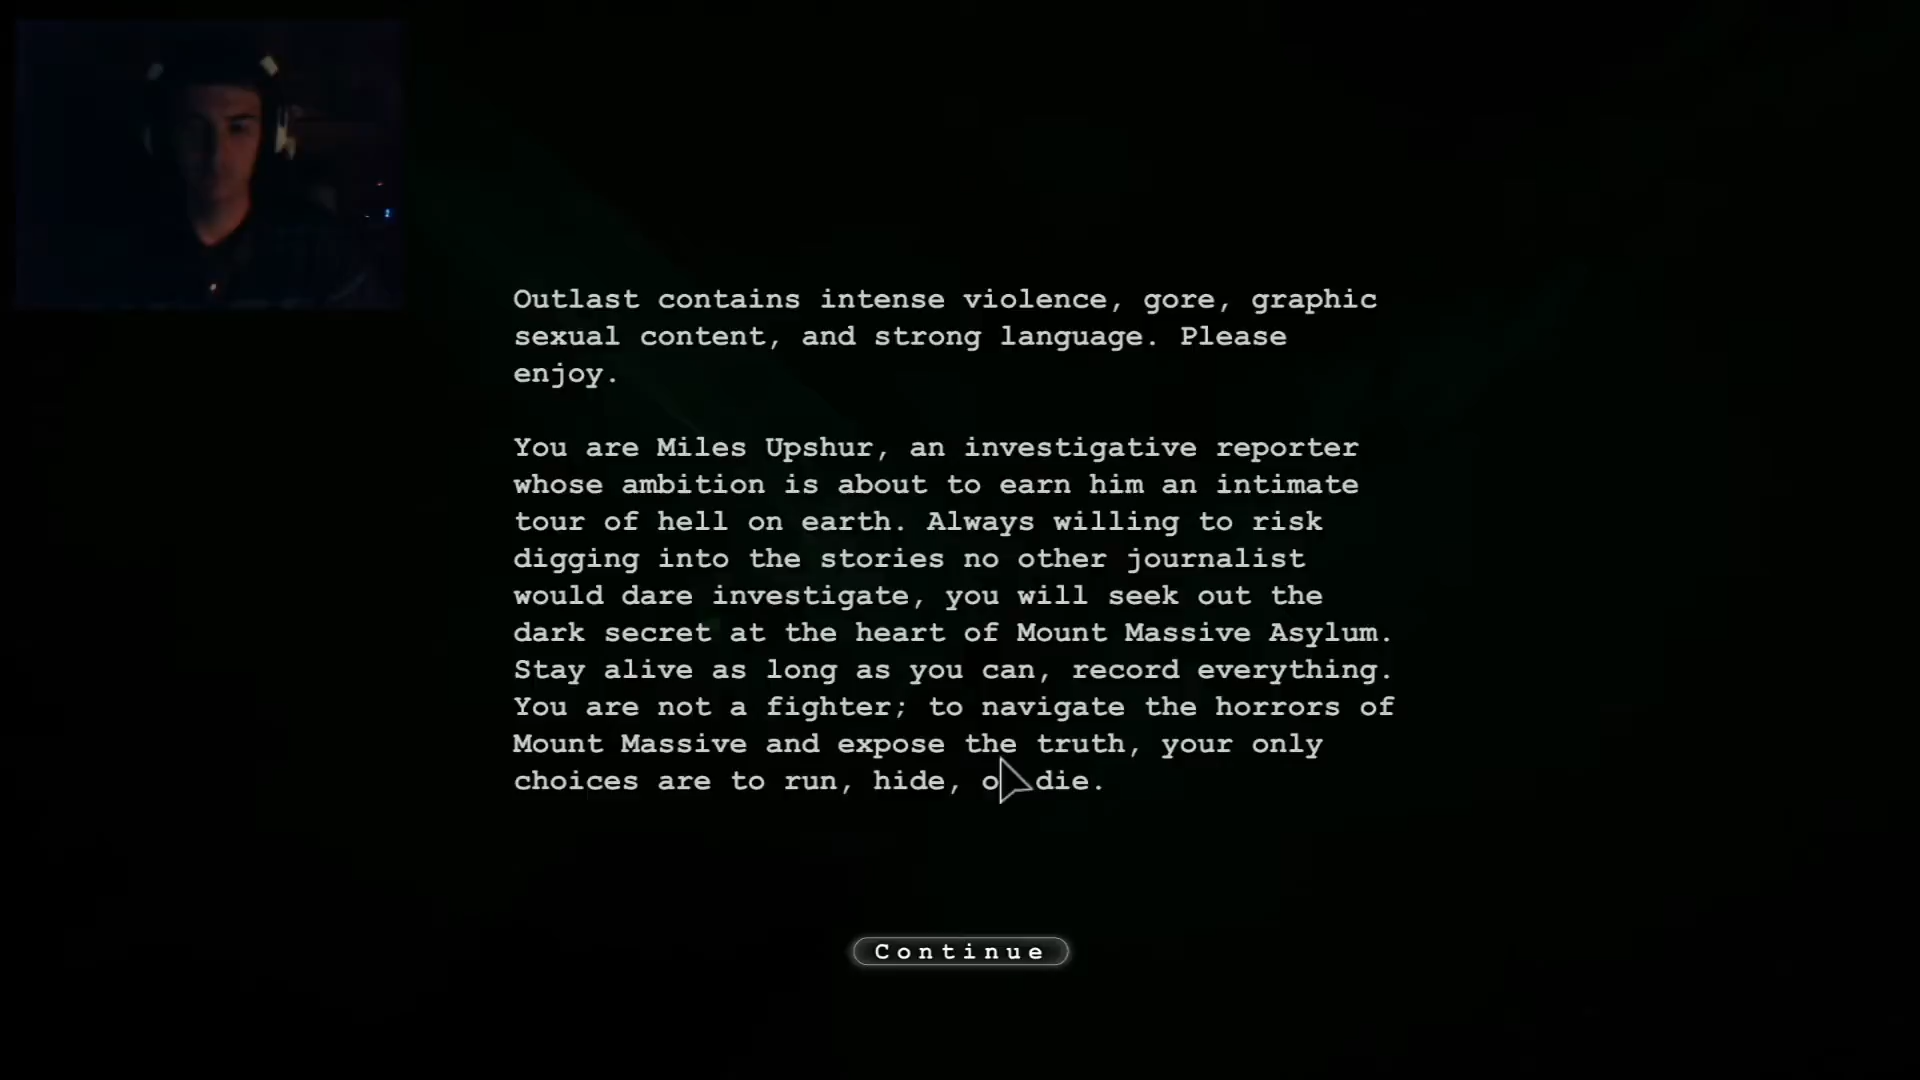 Outlast contains intense violence, gore, graphic
sexual content, and strong language. Please
enjoy.
You are Miles Upshur, an investigative reporter
whose ambition is about to earn him an intimate
tour of hell on earth. Always willing to risk
digging into the stories no other journalist
would dare investigate, you will seek out the
dark secret at the heart of Mount Massive Asylum.
Stay alive as long as you can, record everything.
You are not a fighter; to navigate the horrors of
Mount Massive and expose the truth, your only
choices are to run, hide, or die.
Continue